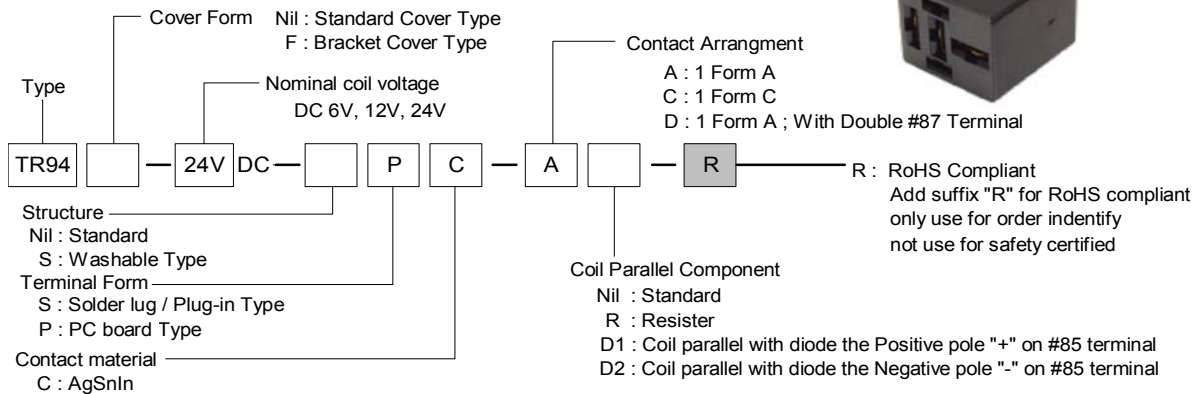 Cover Form Nil : Standard Cover Type
F : Bracket Cover Type
Contact Arrangment
A : 1 Form A
C : 1 Form C
D : 1 Form A ; With Double #87 Terminal
Type
Nominal coil voltage
DC 6V, 12V, 24V
TR94 — 24V DC — P C — A — R
R : RoHS Compliant
Add suffix "R" for RoHS compliant
only use for order indentify
not use for safety certified
Structure
Nil : Standard
S : Washable Type
Terminal Form
S : Solder lug / Plug-in Type
P : PC board Type
Contact material
C : AgSnIn
Coil Parallel Component
Nil : Standard
R : Resister
D1 : Coil parallel with diode the Positive pole "+" on #85 terminal
D2 : Coil parallel with diode the Negative pole "-" on #85 terminal